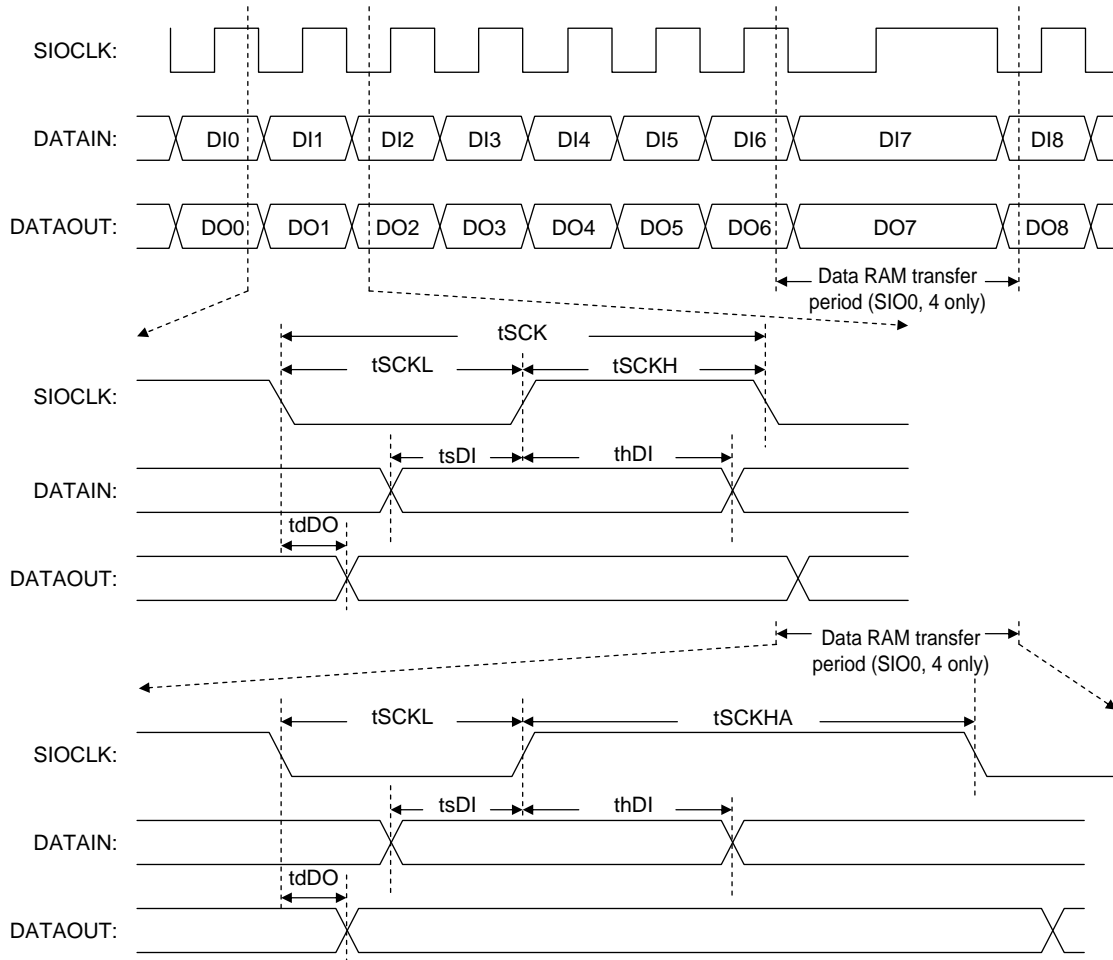 SIOCLK:
DATAIN:
DI0 DI1 DI2 DI3 DI4 DI5 DI6 DI7 DI8
DATAOUT:
DO0 DO1 DO2 DO3 DO4 DO5 DO6 DO7 DO8
Data RAM transfer
period (SIO0, 4 only)
tSCK
tSCKL tSCKH
SIOCLK:
tsDI thDI
DATAIN:
tdDO
DATAOUT:
Data RAM transfer
period (SIO0, 4 only)
tSCKL tSCKHA
SIOCLK:
tsDI thDI
DATAIN:
tdDO
DATAOUT: